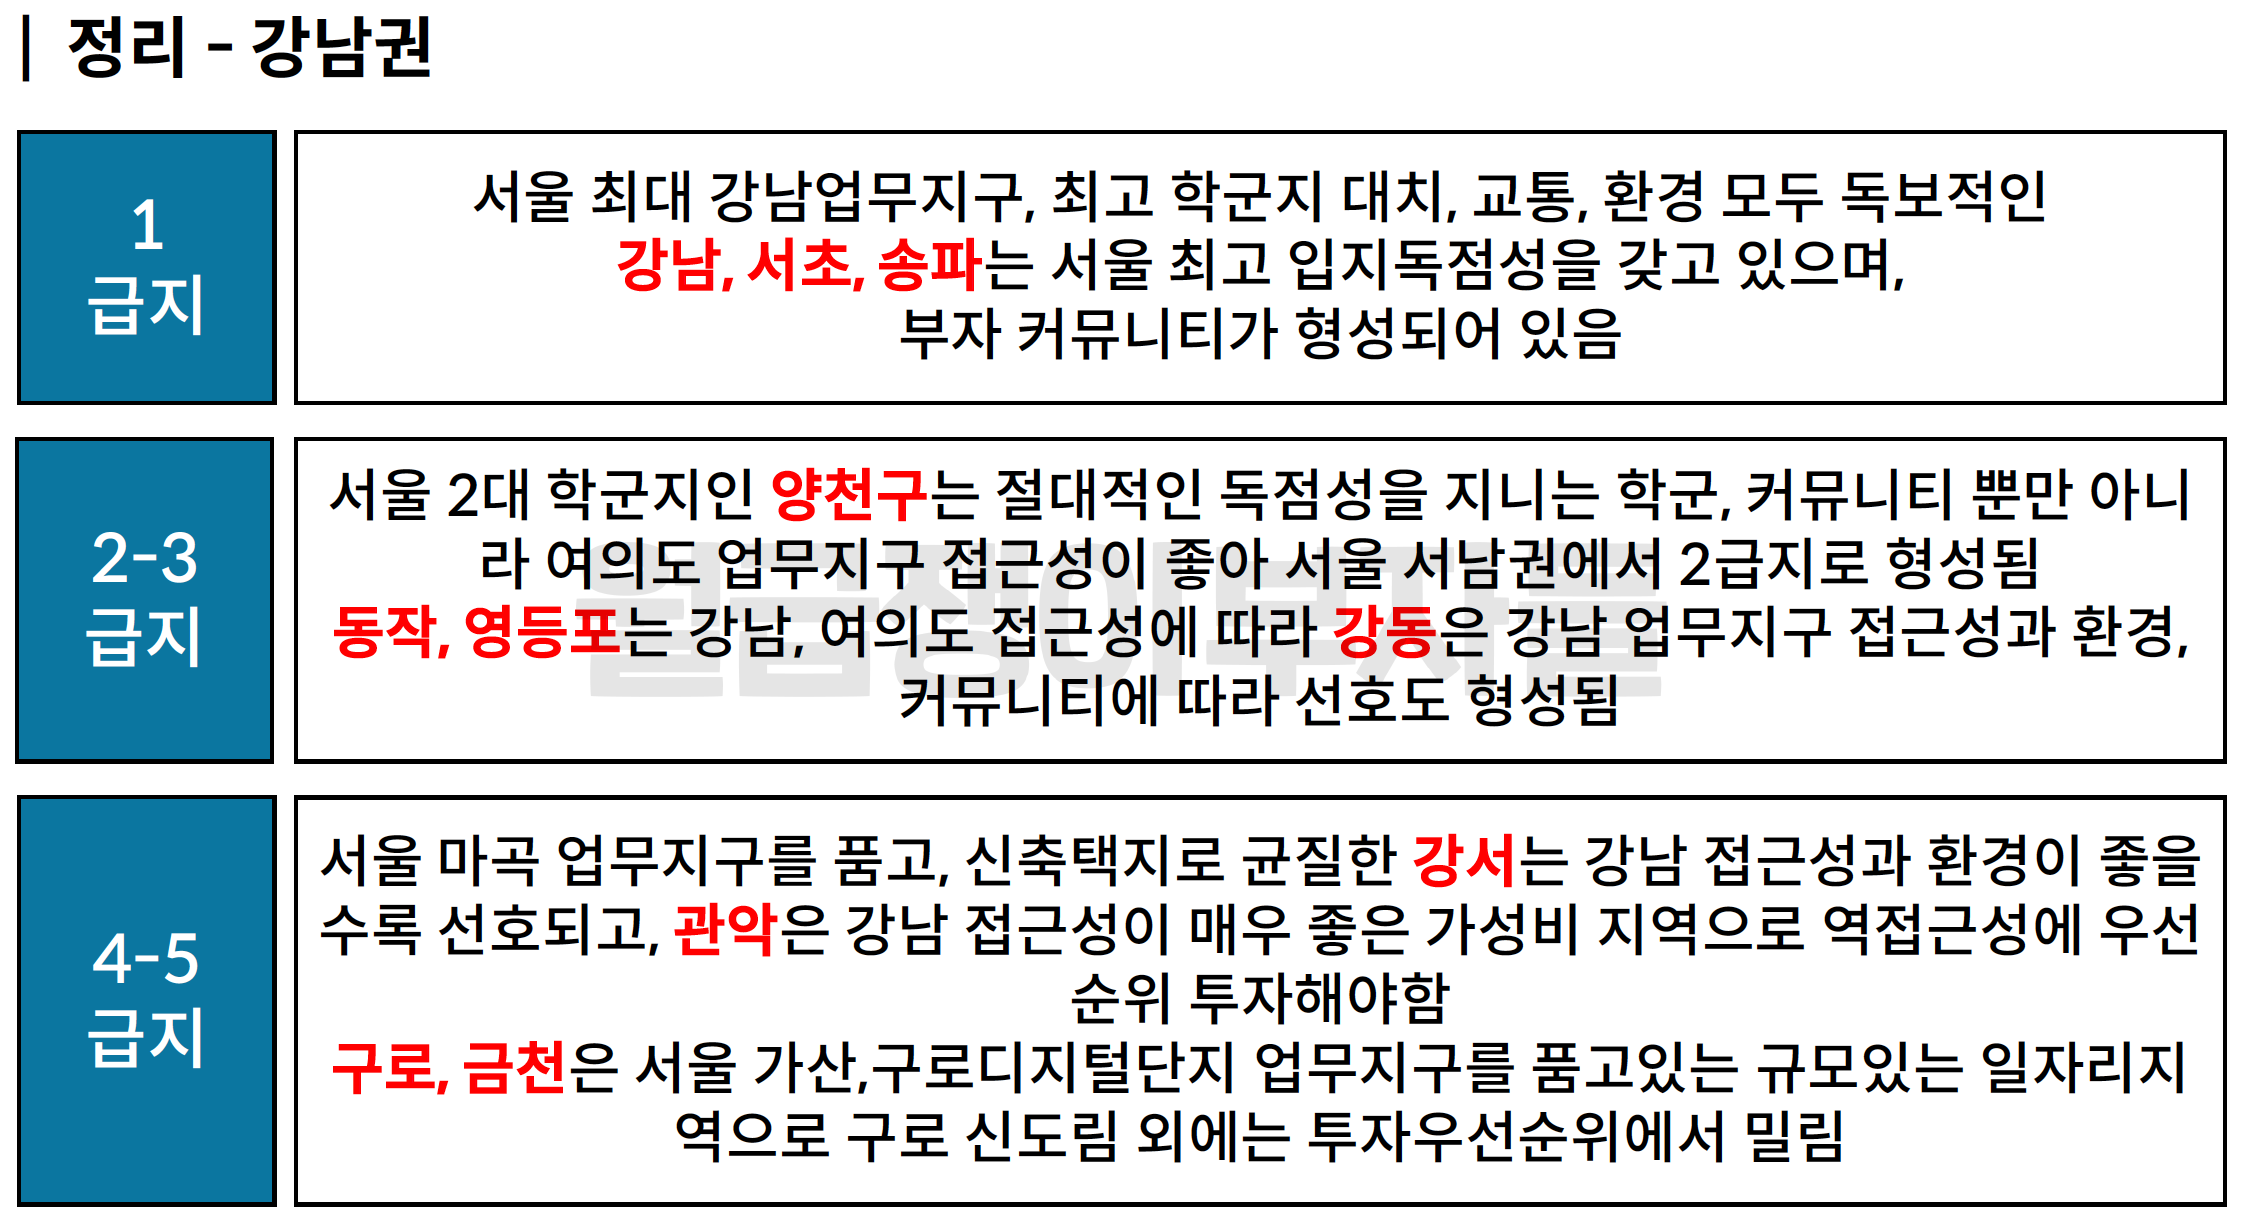 | 정리 - 강남권
1
급지
서울 최대 강남업무지구, 최고 학군지 대치, 교통, 환경 모두 독보적인
강남, 서초, 송파는 서울 최고 입지독점성을 갖고 있으며,
부자 커뮤니티가 형성되어 있음
2-3
급지
서울 2대 학군지인 양천구는 절대적인 독점성을 지니는 학군, 커뮤니티 뿐만 아니
라 여의도 업무지구 접근성이 좋아 서울 서남권에서 2급지로 형성됨
동작, 영등포는 강남, 여의도 접근성에 따라 강동은 강남 업무지구 접근성과 환경,
커뮤니티에 따라 선호도 형성됨
월급쟁이부자들
4-5
급지
서울 마곡 업무지구를 품고, 신축택지로 균질한 강서는 강남 접근성과 환경이 좋을
수록 선호되고, 관악은 강남 접근성이 매우 좋은 가성비 지역으로 역접근성에 우선
순위 투자해야함
구로, 금천은 서울 가산,구로디지털단지 업무지구를 품고있는 규모있는 일자리지
역으로 구로 신도림 외에는 투자우선순위에서 밀림